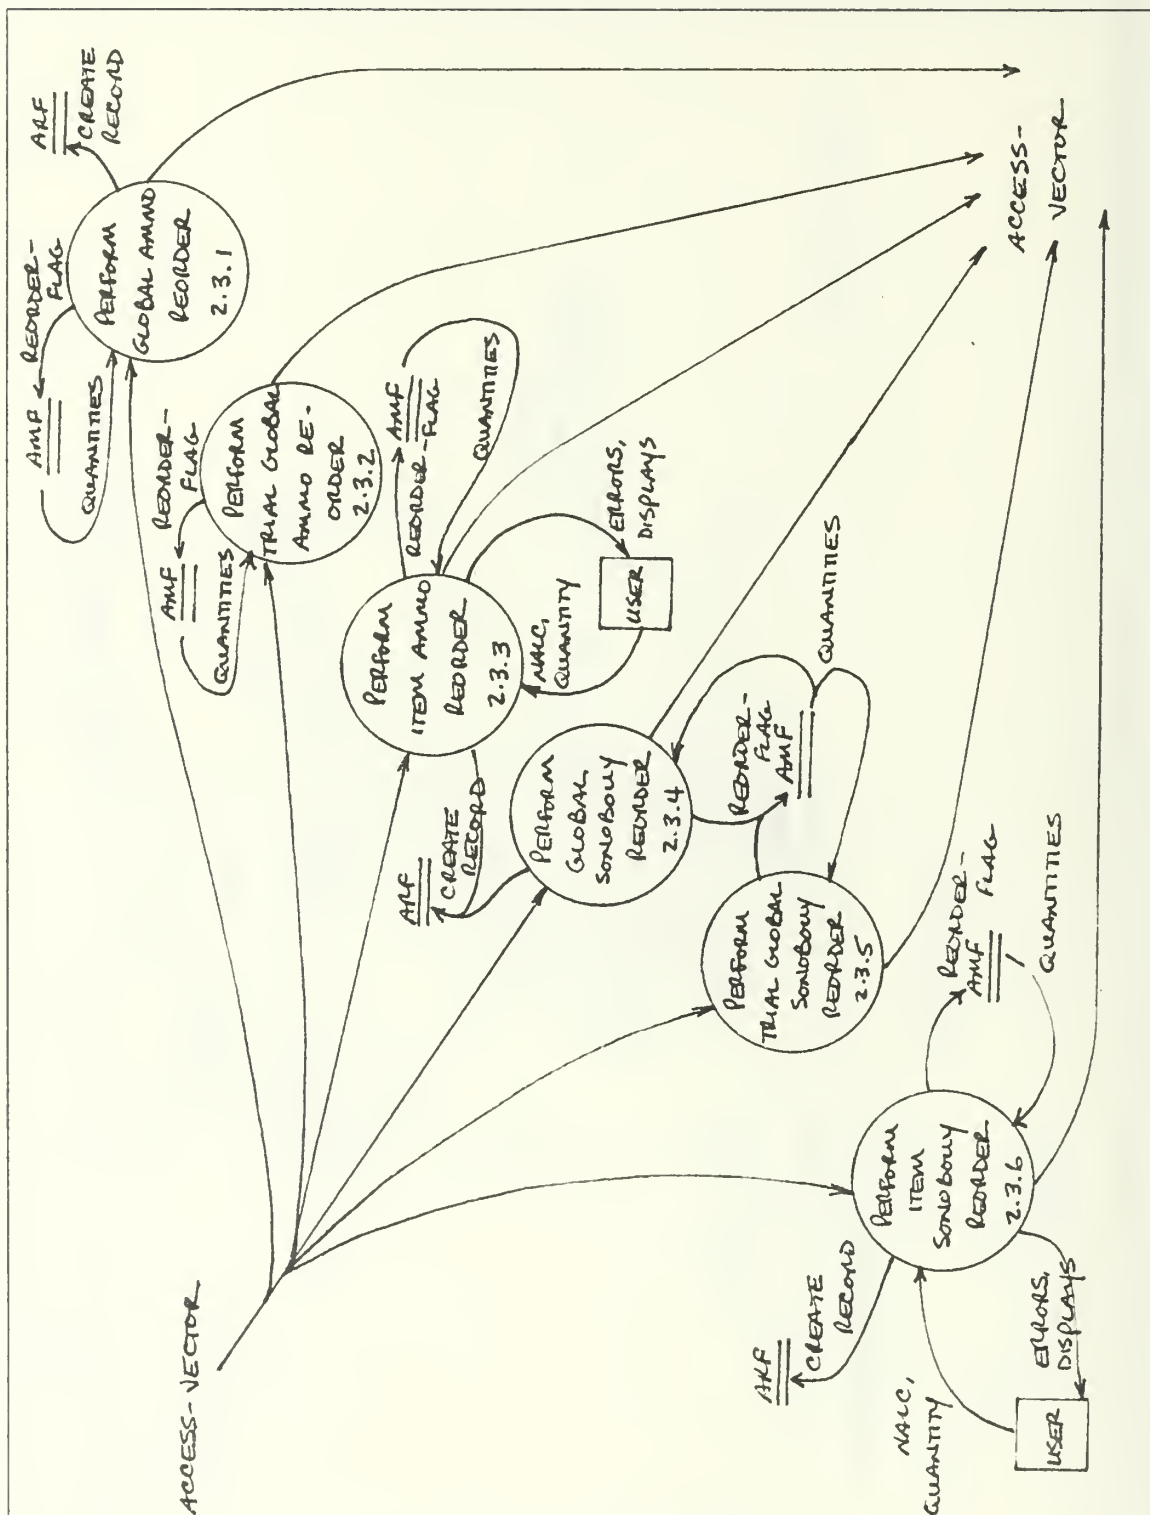 ACCESS-VECTOR
AMF
REORDER-
FLAG
QUANTITIES
PERFORM
GLOBAL AMMO
REORDER
2.3.1
ARF
CREATE
RECORD
AMF
REORDER-
FLAG
QUANTITIES
PERFORM
TRIAL GLOBAL
AMMO RE-
ORDER
2.3.2
PERFORM
ITEM AMMO
REORDER
2.3.3
AMF
REORDER-FLAG
QUANTITIES
ERRORS,
DISPLAYS
USER
NALC,
QUANTITY
ARF
CREATE
RECORD
PERFORM
GLOBAL
SONOBOUY
REORDER
2.3.4
REORDER-
FLAG
AMF
QUANTITIES
PERFORM
TRIAL GLOBAL
SONOBOUY
REORDER
2.3.5
ARF
CREATE
RECORD
PERFORM
ITEM
SONOBOUY
REORDER
2.3.6
REORDER-
FLAG
AMF
QUANTITIES
NALC,
QUANTITY
USER
ERRORS,
DISPLAYS
ACCESS-
VECTOR